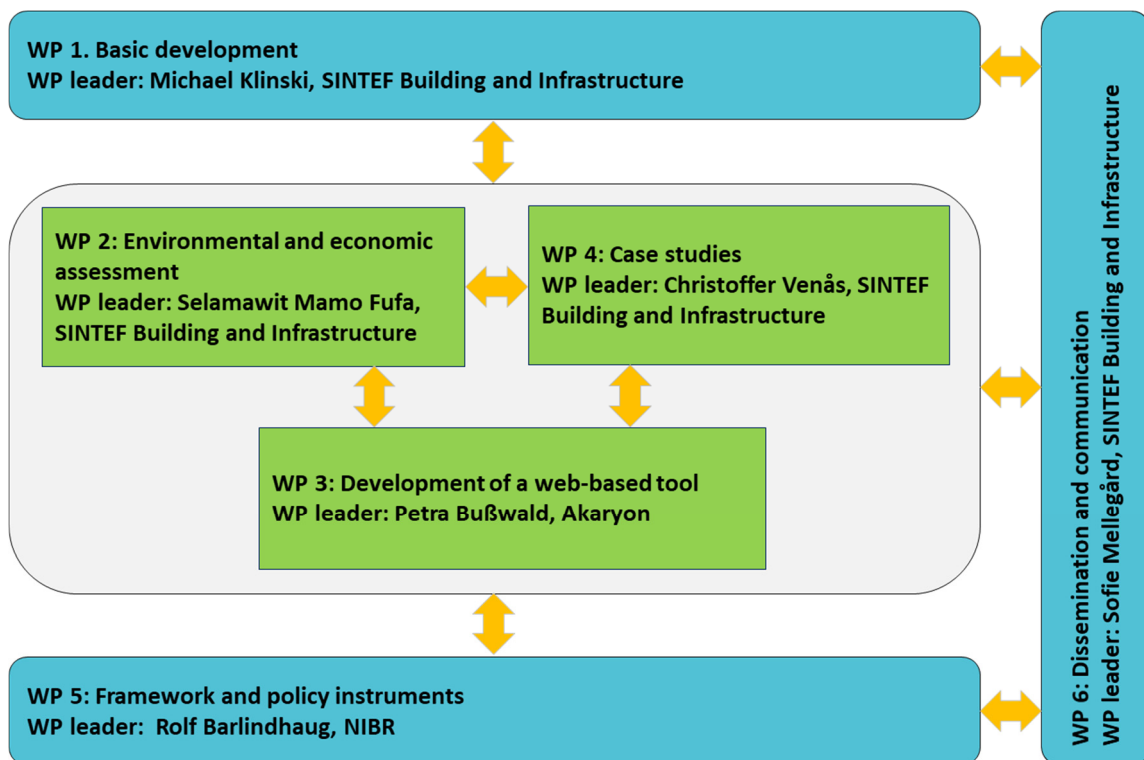 WP 1. Basic development
WP leader: Michael Klinski, SINTEF Building and Infrastructure
WP 2: Environmental and economic
assessment
WP leader: Selamawit Mamo Fufa,
SINTEF Building and Infrastructure
WP 4: Case studies
WP leader: Christoffer Venås, SINTEF
Building and Infrastructure
WP 3: Development of a web-based tool
WP leader: Petra Bußwald, Akaryon
WP 5: Framework and policy instruments
WP leader:  Rolf Barlindhaug, NIBR
WP 6: Dissemination and communication
WP leader: Sofie Mellegård, SINTEF Building and Infrastructure